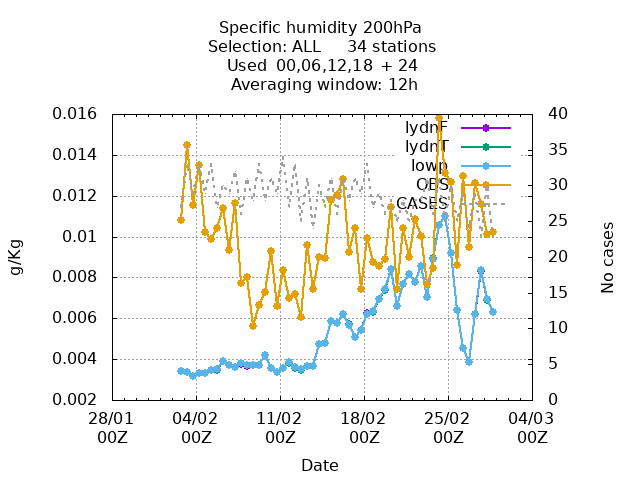 Specific humidity 200hPa
Selection: ALL 34 stations
Used 00,06,12,18 + 24
Averaging window: 12h
0.016
0.014
0.012
0.01
0.008
0.006
0.004
0.002
g/Kg
40
35
30
25
20
15
10
5
0
No cases
lydnF
lydnT
lowp
OBS
CASES
28/01 04/02 11/02 18/02 25/02 04/03
00Z 00Z 00Z 00Z 00Z 00Z
Date